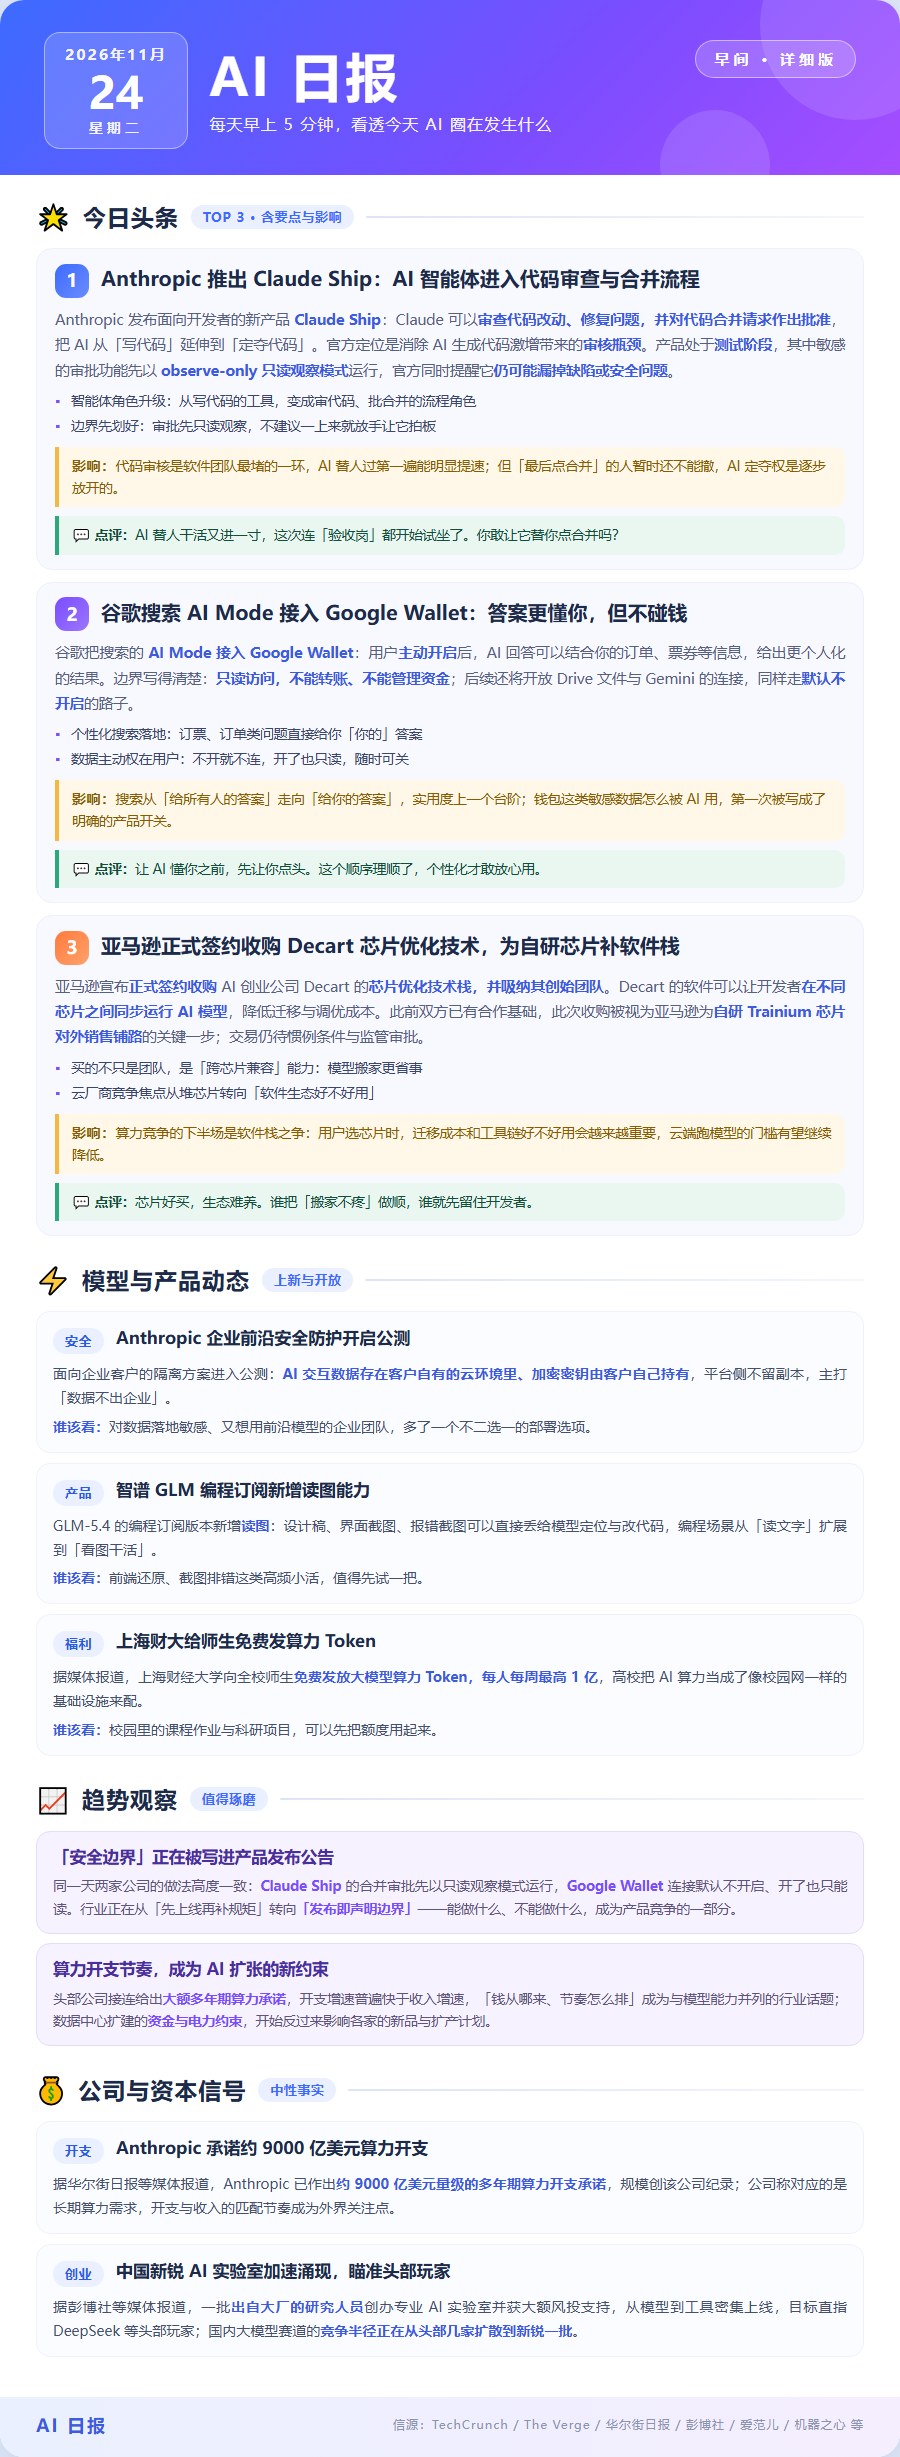 2026年11月
24
星期二
AI 日报
每天早上 5 分钟，看透今天 AI 圈在发生什么
早间 • 详细版
今日头条
TOP 3 • 含要点与影响
1
Anthropic 推出 Claude Ship：AI 智能体进入代码审查与合并流程
Anthropic 发布面向开发者的新产品 Claude Ship：Claude 可以审查代码改动、修复问题，并对代码合并请求作出批准，
把 AI 从「写代码」延伸到「定夺代码」。官方定位是消除 AI 生成代码激增带来的审核瓶颈。产品处于测试阶段，其中敏感
的审批功能先以 observe-only 只读观察模式运行，官方同时提醒它仍可能漏掉缺陷或安全问题。
▪ 智能体角色升级：从写代码的工具，变成审代码、批合并的流程角色
▪ 边界先划好：审批先只读观察，不建议一上来就放手让它拍板
影响：代码审核是软件团队最堵的一环，AI 替人过第一遍能明显提速；但「最后点合并」的人暂时还不能撤，AI 定夺权是逐步
放开的。
点评：AI 替人干活又进一寸，这次连「验收岗」都开始试坐了。你敢让它替你点合并吗？
2
谷歌搜索 AI Mode 接入 Google Wallet：答案更懂你，但不碰钱
谷歌把搜索的 AI Mode 接入 Google Wallet：用户主动开启后，AI 回答可以结合你的订单、票券等信息，给出更个人化
的结果。边界写得清楚：只读访问，不能转账、不能管理资金；后续还将开放 Drive 文件与 Gemini 的连接，同样走默认不
开启的路子。
▪ 个性化搜索落地：订票、订单类问题直接给你「你的」答案
▪ 数据主动权在用户：不开就不连，开了也只读，随时可关
影响：搜索从「给所有人的答案」走向「给你的答案」，实用度上一个台阶；钱包这类敏感数据怎么被 AI 用，第一次被写成了
明确的产品开关。
点评：让 AI 懂你之前，先让你点头。这个顺序理顺了，个性化才敢放心用。
3
亚马逊正式签约收购 Decart 芯片优化技术，为自研芯片补软件栈
亚马逊宣布正式签约收购 AI 创业公司 Decart 的芯片优化技术栈，并吸纳其创始团队。Decart 的软件可以让开发者在不同
芯片之间同步运行 AI 模型，降低迁移与调优成本。此前双方已有合作基础，此次收购被视为亚马逊为自研 Trainium 芯片
对外销售铺路的关键一步；交易仍待惯例条件与监管审批。
▪ 买的不只是团队，是「跨芯片兼容」能力：模型搬家更省事
▪ 云厂商竞争焦点从堆芯片转向「软件生态好不好用」
影响：算力竞争的下半场是软件栈之争：用户选芯片时，迁移成本和工具链好不好用会越来越重要，云端跑模型的门槛有望继续
降低。
点评：芯片好买，生态难养。谁把「搬家不疼」做顺，谁就先留住开发者。
模型与产品动态
上新与开放
安全
Anthropic 企业前沿安全防护开启公测
面向企业客户的隔离方案进入公测：AI 交互数据存在客户自有的云环境里、加密密钥由客户自己持有，平台侧不留副本，主打
「数据不出企业」。
谁该看：对数据落地敏感、又想用前沿模型的企业团队，多了一个不二选一的部署选项。
产品
智谱 GLM 编程订阅新增读图能力
GLM-5.4 的编程订阅版本新增读图：设计稿、界面截图、报错截图可以直接丢给模型定位与改代码，编程场景从「读文字」扩展
到「看图干活」。
谁该看：前端还原、截图排错这类高频小活，值得先试一把。
福利
上海财大给师生免费发算力 Token
据媒体报道，上海财经大学向全校师生免费发放大模型算力 Token，每人每周最高 1 亿，高校把 AI 算力当成了像校园网一样的
基础设施来配。
谁该看：校园里的课程作业与科研项目，可以先把额度用起来。
趋势观察
值得琢磨
「安全边界」正在被写进产品发布公告
同一天两家公司的做法高度一致：Claude Ship 的合并审批先以只读观察模式运行，Google Wallet 连接默认不开启、开了也只能
读。行业正在从「先上线再补规矩」转向「发布即声明边界」——能做什么、不能做什么，成为产品竞争的一部分。
算力开支节奏，成为 AI 扩张的新约束
头部公司接连给出大额多年期算力承诺，开支增速普遍快于收入增速，「钱从哪来、节奏怎么排」成为与模型能力并列的行业话题；
数据中心扩建的资金与电力约束，开始反过来影响各家的新品与扩产计划。
公司与资本信号
中性事实
开支
Anthropic 承诺约 9000 亿美元算力开支
据华尔街日报等媒体报道，Anthropic 已作出约 9000 亿美元量级的多年期算力开支承诺，规模创该公司纪录；公司称对应的是
长期算力需求，开支与收入的匹配节奏成为外界关注点。
创业
中国新锐 AI 实验室加速涌现，瞄准头部玩家
据彭博社等媒体报道，一批出自大厂的研究人员创办专业 AI 实验室并获大额风投支持，从模型到工具密集上线，目标直指
DeepSeek 等头部玩家；国内大模型赛道的竞争半径正在从头部几家扩散到新锐一批。
AI 日报
信源：TechCrunch / The Verge / 华尔街日报 / 彭博社 / 爱范儿 / 机器之心 等